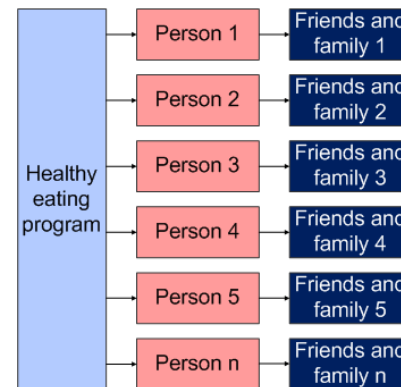 Person 1
Friends and
family 1
Person 2
Friends and
family 2
Healthy
eating
program
Person 3
Friends and
family 3
Person 4
Friends and
family 4
Person 5
Friends and
family 5
Person n
Friends and
family n